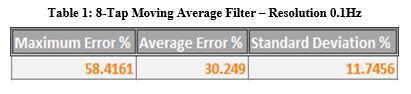 Table 1: 8-Tap Moving Average Filter – Resolution 0.1Hz
Maximum Error % Average Error % Standard Deviation %
58.4161 30.249 11.7456